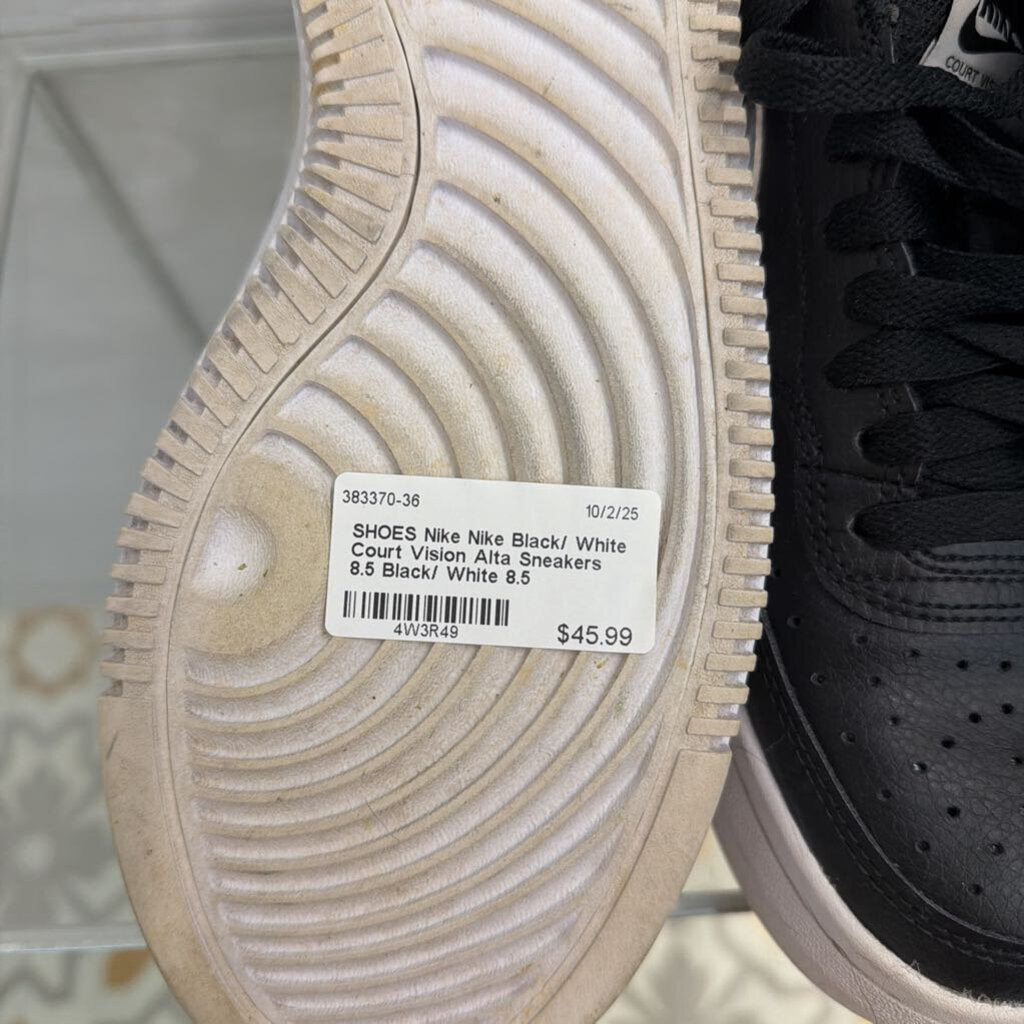 COURT
383370-36
10/2/25
SHOES Nike Nike Black/ White
Court Vision Alta Sneakers
8.5 Black/ White 8.5
4W3R49
$45.99